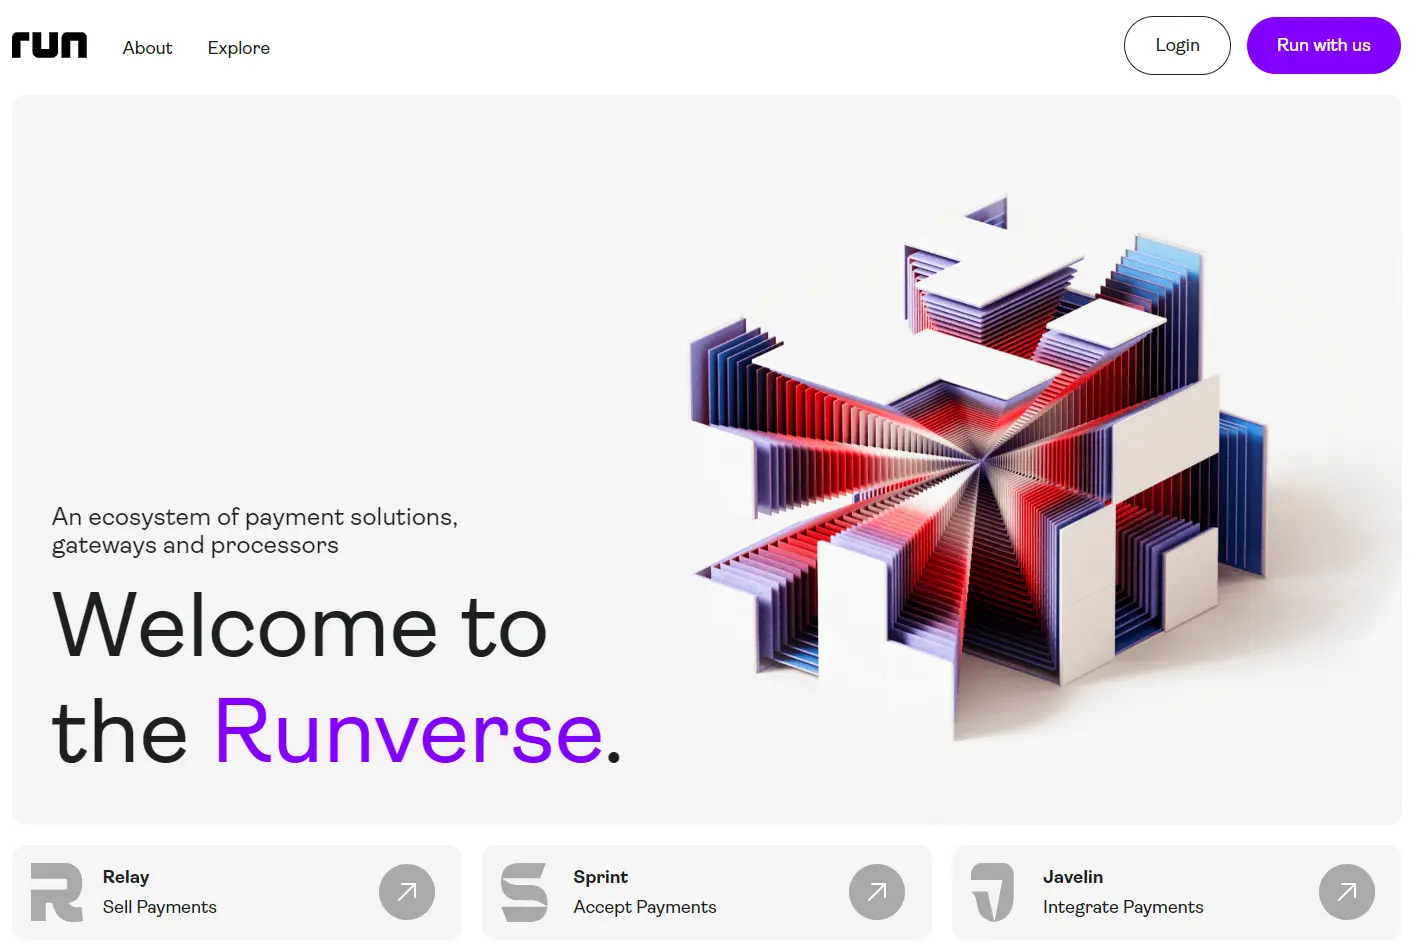 run
About
Explore
Login
Run with us
An ecosystem of payment solutions,
gateways and processors
Welcome to
the Runverse.
Relay
Sell Payments
Sprint
Accept Payments
Javelin
Integrate Payments